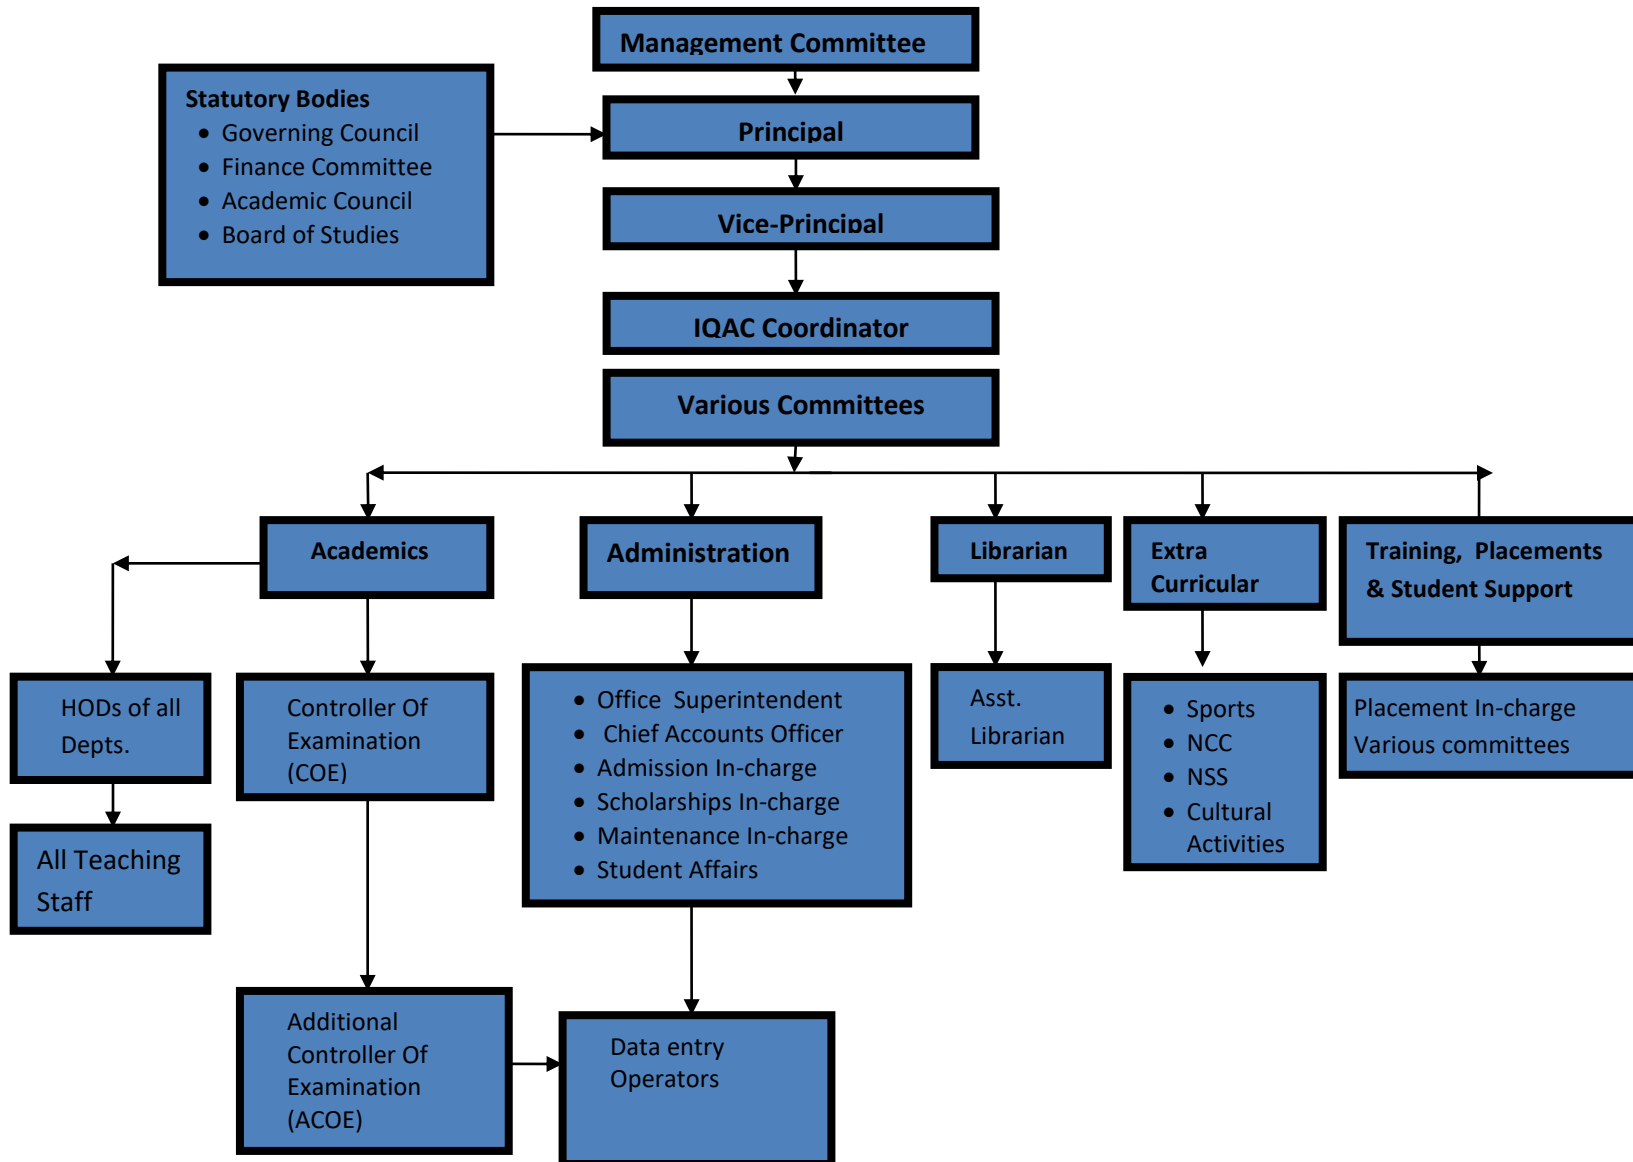 Management Committee
Statutory Bodies
• Governing Council
• Finance Committee
• Academic Council
• Board of Studies
Principal
Vice-Principal
IQAC Coordinator
Various Committees
Academics
Administration
Librarian
Extra
Curricular
Training, Placements
& Student Support
HODs of all
Depts.
Controller Of
Examination
(COE)
• Office Superintendent
• Chief Accounts Officer
• Admission In-charge
• Scholarships In-charge
• Maintenance In-charge
• Student Affairs
Asst.
Librarian
• Sports
• NCC
• NSS
• Cultural
Activities
Placement In-charge
Various committees
All Teaching
Staff
Additional
Controller Of
Examination
(ACOE)
Data entry
Operators